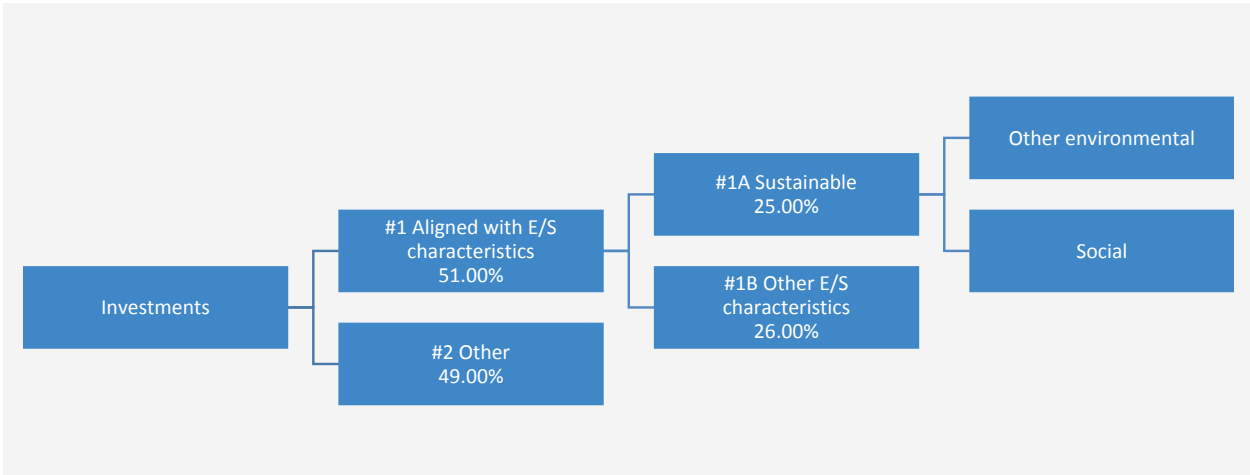 Investments
#1 Aligned with E/S
characteristics
51.00%
#2 Other
49.00%
#1A Sustainable
25.00%
#1B Other E/S
characteristics
26.00%
Other environmental
Social